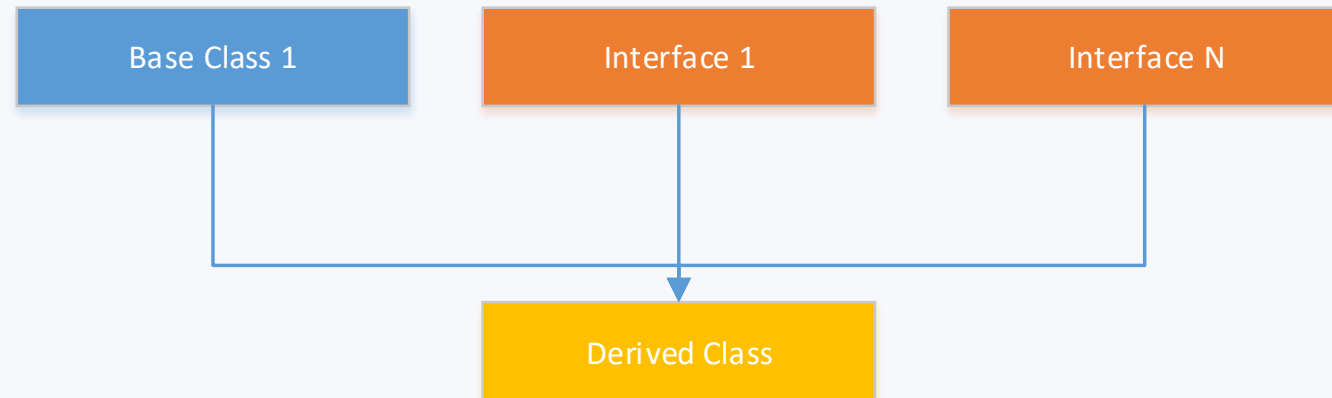 Base Class 1
Interface 1
Interface N
Derived Class